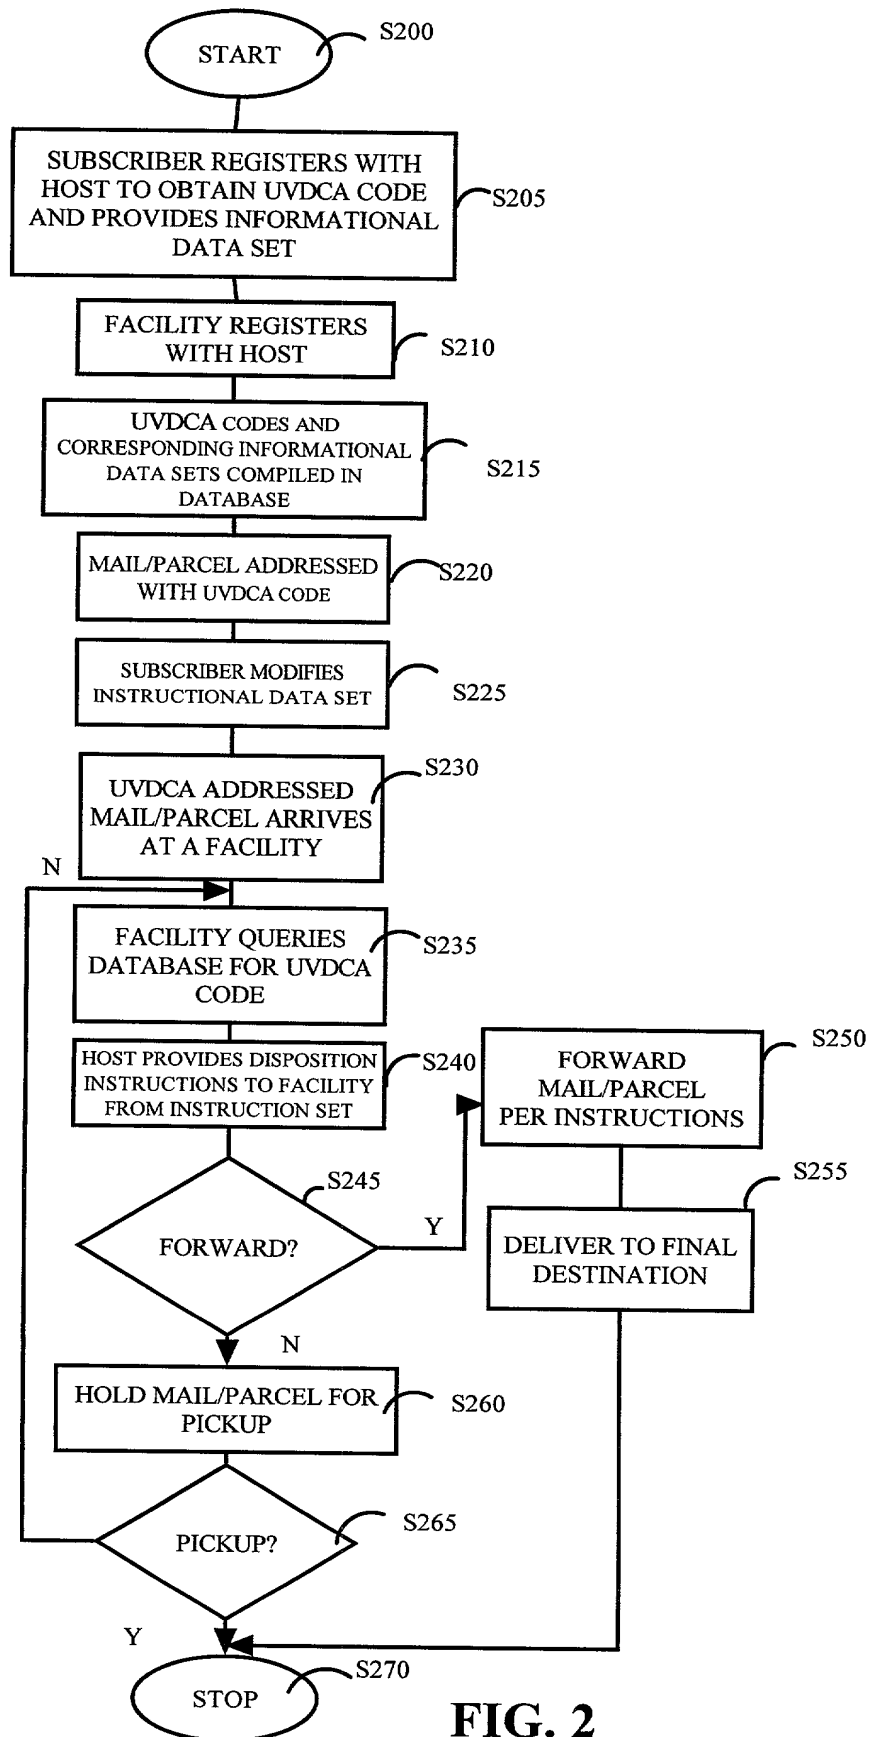 START
S200
SUBSCRIBER REGISTERS WITH
HOST TO OBTAIN UVDCA CODE
AND PROVIDES INFORMATIONAL
DATA SET
S205
FACILITY REGISTERS
WITH HOST
S210
UVDCA CODES AND
CORRESPONDING INFORMATIONAL
DATA SETS COMPILED IN
DATABASE
S215
MAIL/PARCEL ADDRESSED
WITH UVDCA CODE
S220
SUBSCRIBER MODIFIES
INSTRUCTIONAL DATA SET
S225
UVDCA ADDRESSED
MAIL/PARCEL ARRIVES
AT A FACILITY
S230
N
FACILITY QUERIES
DATABASE FOR UVDCA
CODE
S235
HOST PROVIDES DISPOSITION
INSTRUCTIONS TO FACILITY
FROM INSTRUCTION SET
S240
FORWARD
MAIL/PARCEL
PER INSTRUCTIONS
S250
FORWARD?
S245
Y
DELIVER TO FINAL
DESTINATION
S255
N
HOLD MAIL/PARCEL FOR
PICKUP
S260
PICKUP?
S265
Y
STOP
S270
FIG. 2